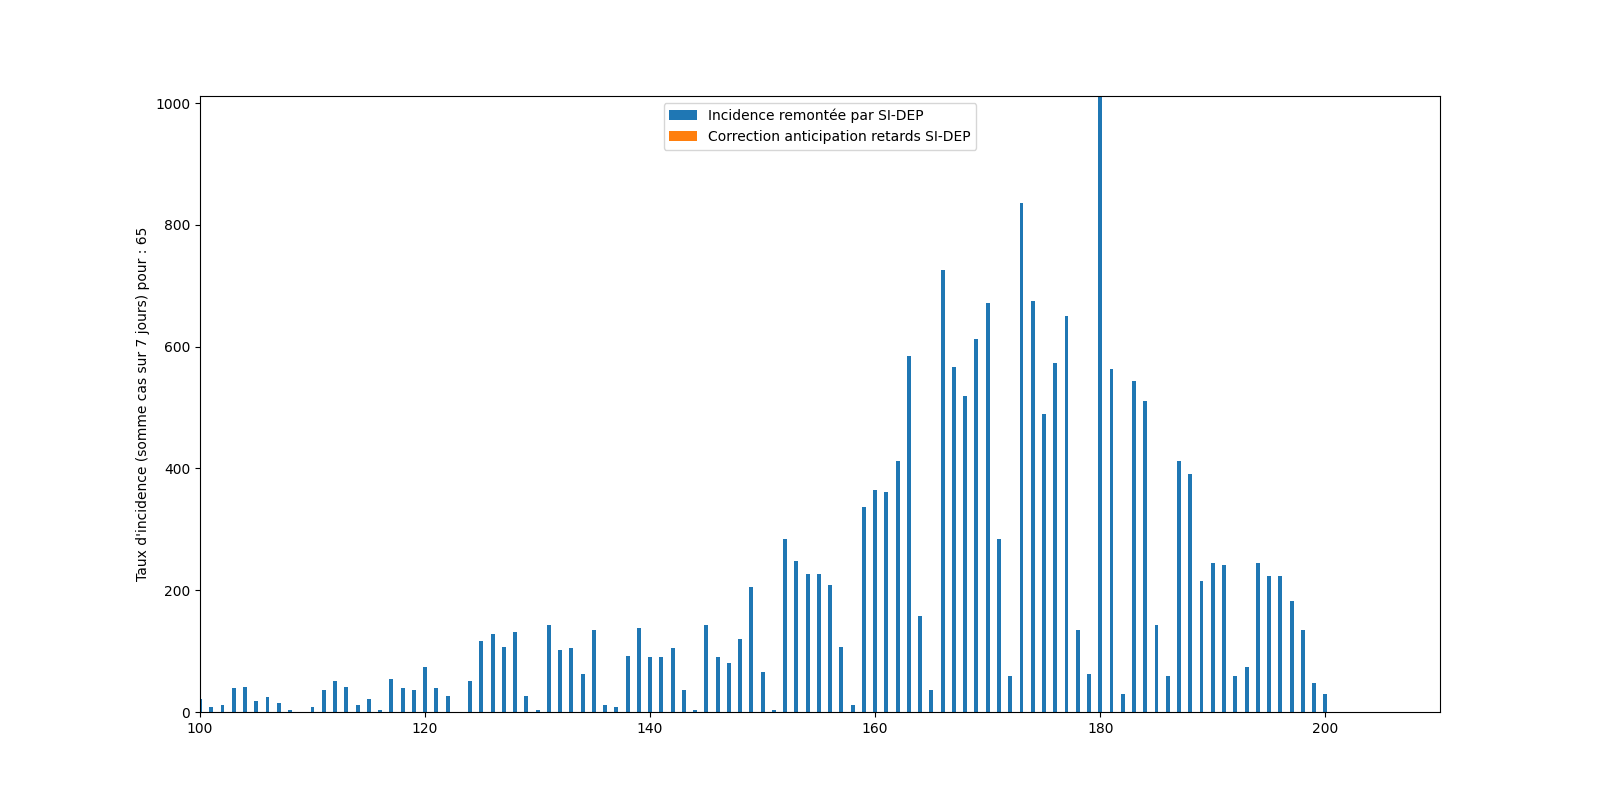 1000
800
600
400
200
0
Taux d'incidence (somme cas sur 7 jours) pour : 65
Incidence remontée par SI-DEP
Correction anticipation retards SI-DEP
100 120 140 160 180 200